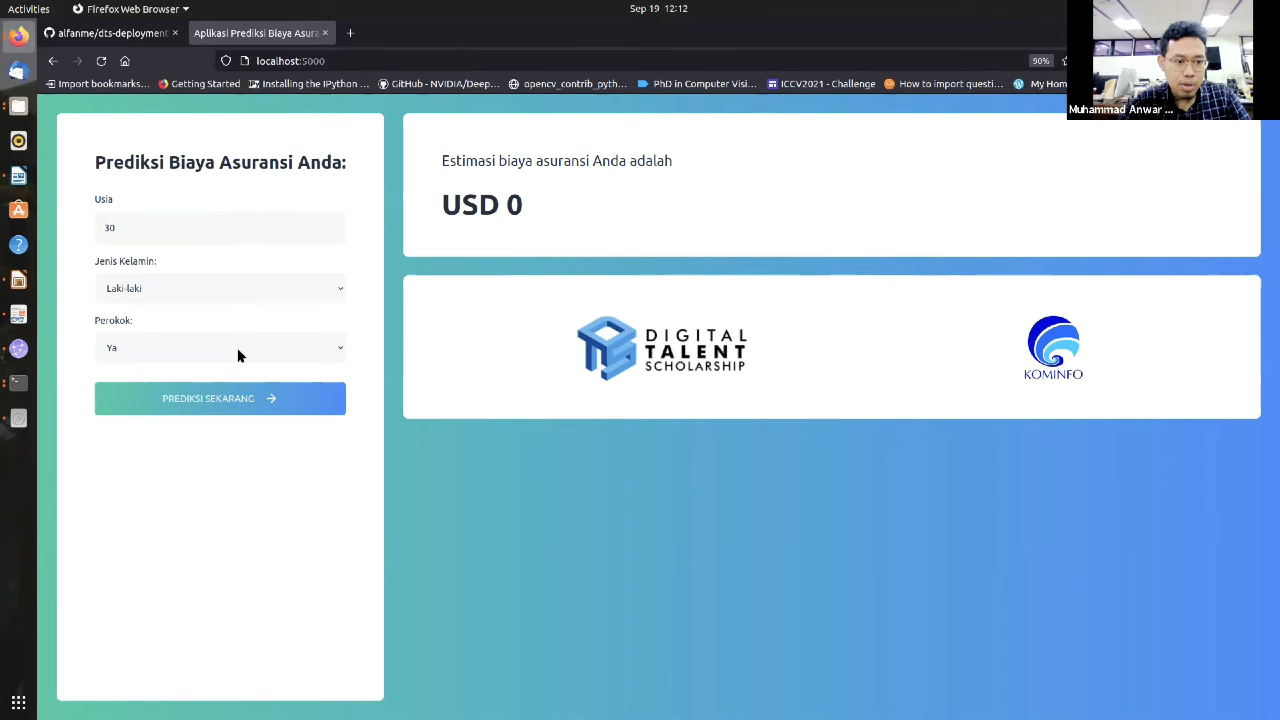 Activities
Firefox Web Browser
Sep 19 12:12
alfanme/dts-deployment
Aplikasi Prediksi Biaya Asura
localhost:5000
90%
Import bookmarks...
Getting Started
Installing the IPython ...
GitHub - NVIDIA/Deep...
opencv_contrib_pyth...
PhD in Computer Visi...
ICCV2021 - Challenge
How to import questi...
My Hom
Muhammad Anwar ...
Prediksi Biaya Asuransi Anda:
Usia
30
Jenis Kelamin:
Laki-laki
Perokok:
Ya
PREDIKSI SEKARANG
Estimasi biaya asuransi Anda adalah
USD 0
DIGITAL
TALENT
SCHOLARSHIP
KOMINFO